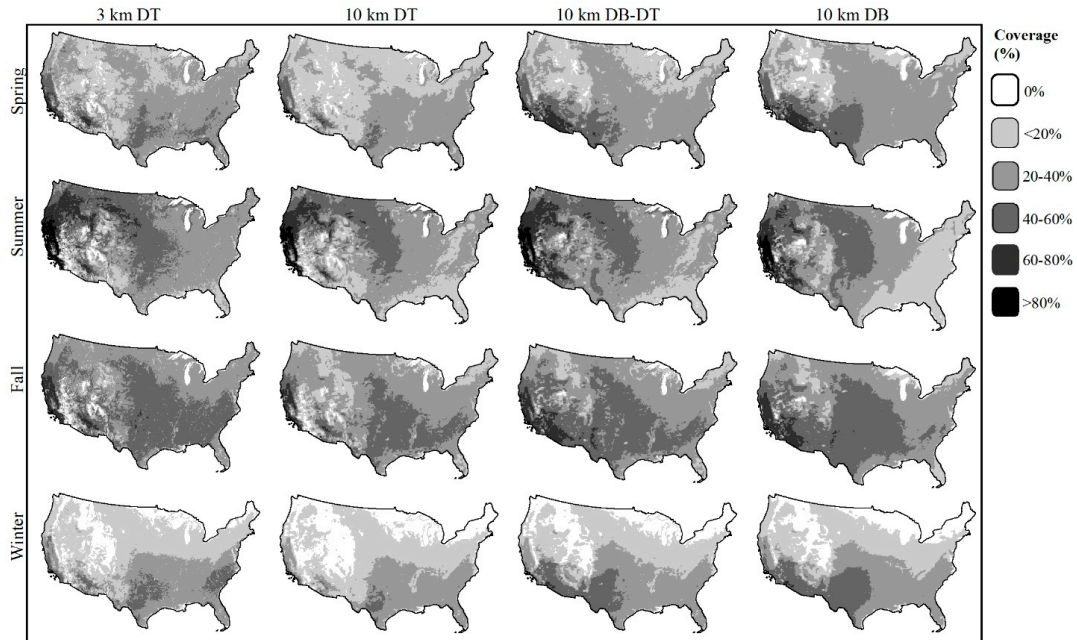 3 km DT
10 km DT
10 km DB-DT
10 km DB
Coverage
(%)
0%
<20%
20-40%
40-60%
60-80%
>80%
Spring
Summer
Fall
Winter